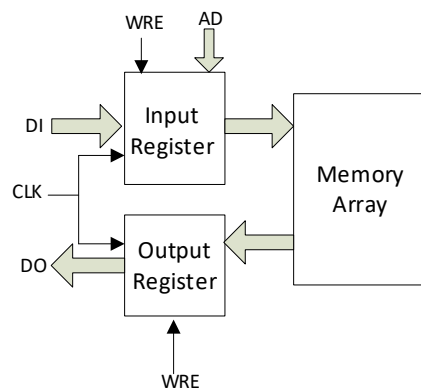 WRE
AD
DI
Input
Register
CLK
Memory
Array
DO
Output
Register
WRE